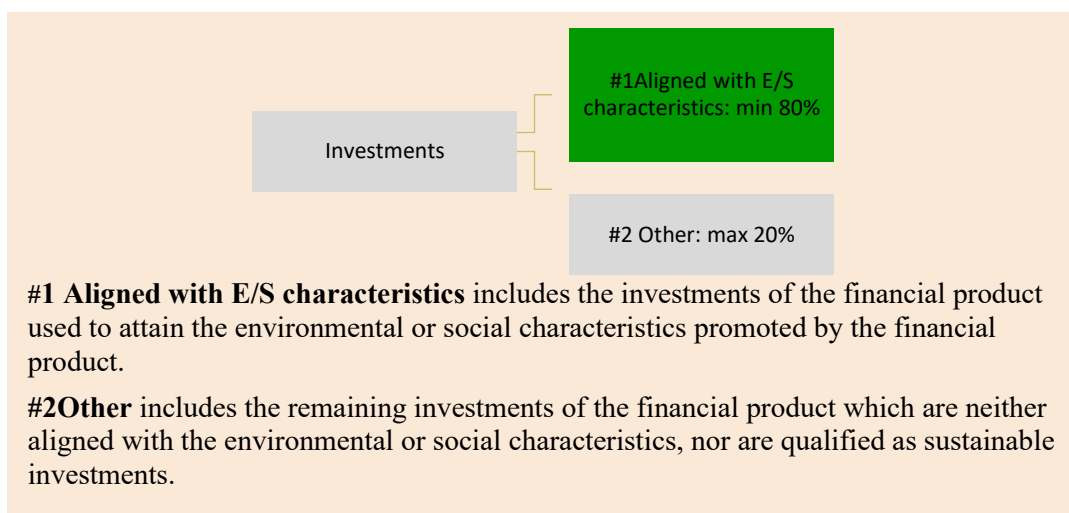 #1Aligned with E/S
characteristics: min 80%
Investments
#2 Other: max 20%
#1 Aligned with E/S characteristics includes the investments of the financial product
used to attain the environmental or social characteristics promoted by the financial
product.
#2Other includes the remaining investments of the financial product which are neither
aligned with the environmental or social characteristics, nor are qualified as sustainable
investments.